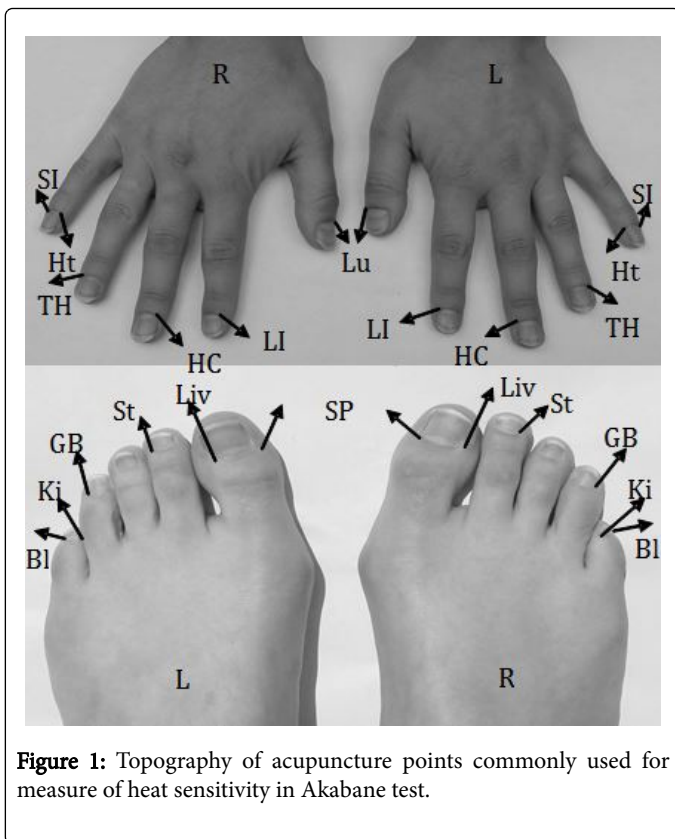 R L
SI SI
Ht Lu Ht
TH LI LI TH
HC HC
Liv Liv
St SP St
GB GB
Ki Ki
Bl Bl
L R
Figure 1: Topography of acupuncture points commonly used for
measure of heat sensitivity in Akabane test.